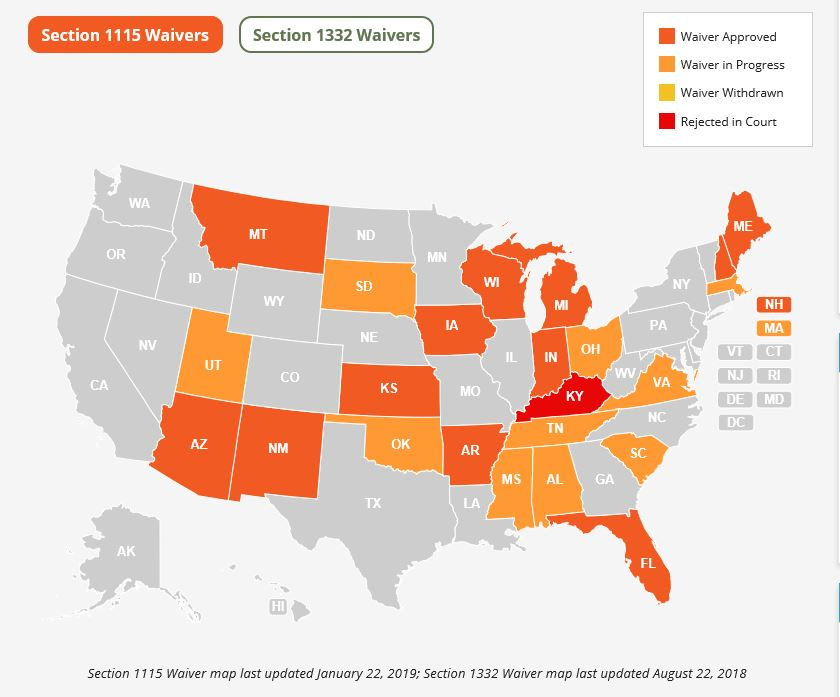 Section 1115 Waivers
Section 1332 Waivers
Waiver Approved
Waiver in Progress
Waiver Withdrawn
Rejected in Court
WA
MT
ND
MN
ME
OR
ID
SD
WI
MI
NY
WY
NH
IA
PA
MA
NV
NE
IL
IN
OH
VT
CT
UT
CO
KS
MO
KY
WV
VA
NJ
RI
CA
DE
MD
AZ
NM
OK
AR
TN
NC
DC
SC
MS
AL
GA
TX
LA
AK
FL
HI
Section 1115 Waiver map last updated January 22, 2019; Section 1332 Waiver map last updated August 22, 2018